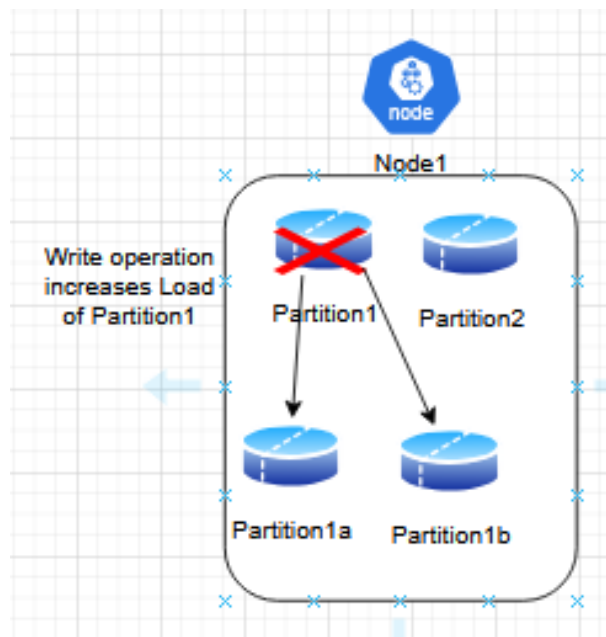 node
Node1
Write operation
increases Load
of Partition1
Partition1
Partition2
Partition1a
Partition1b